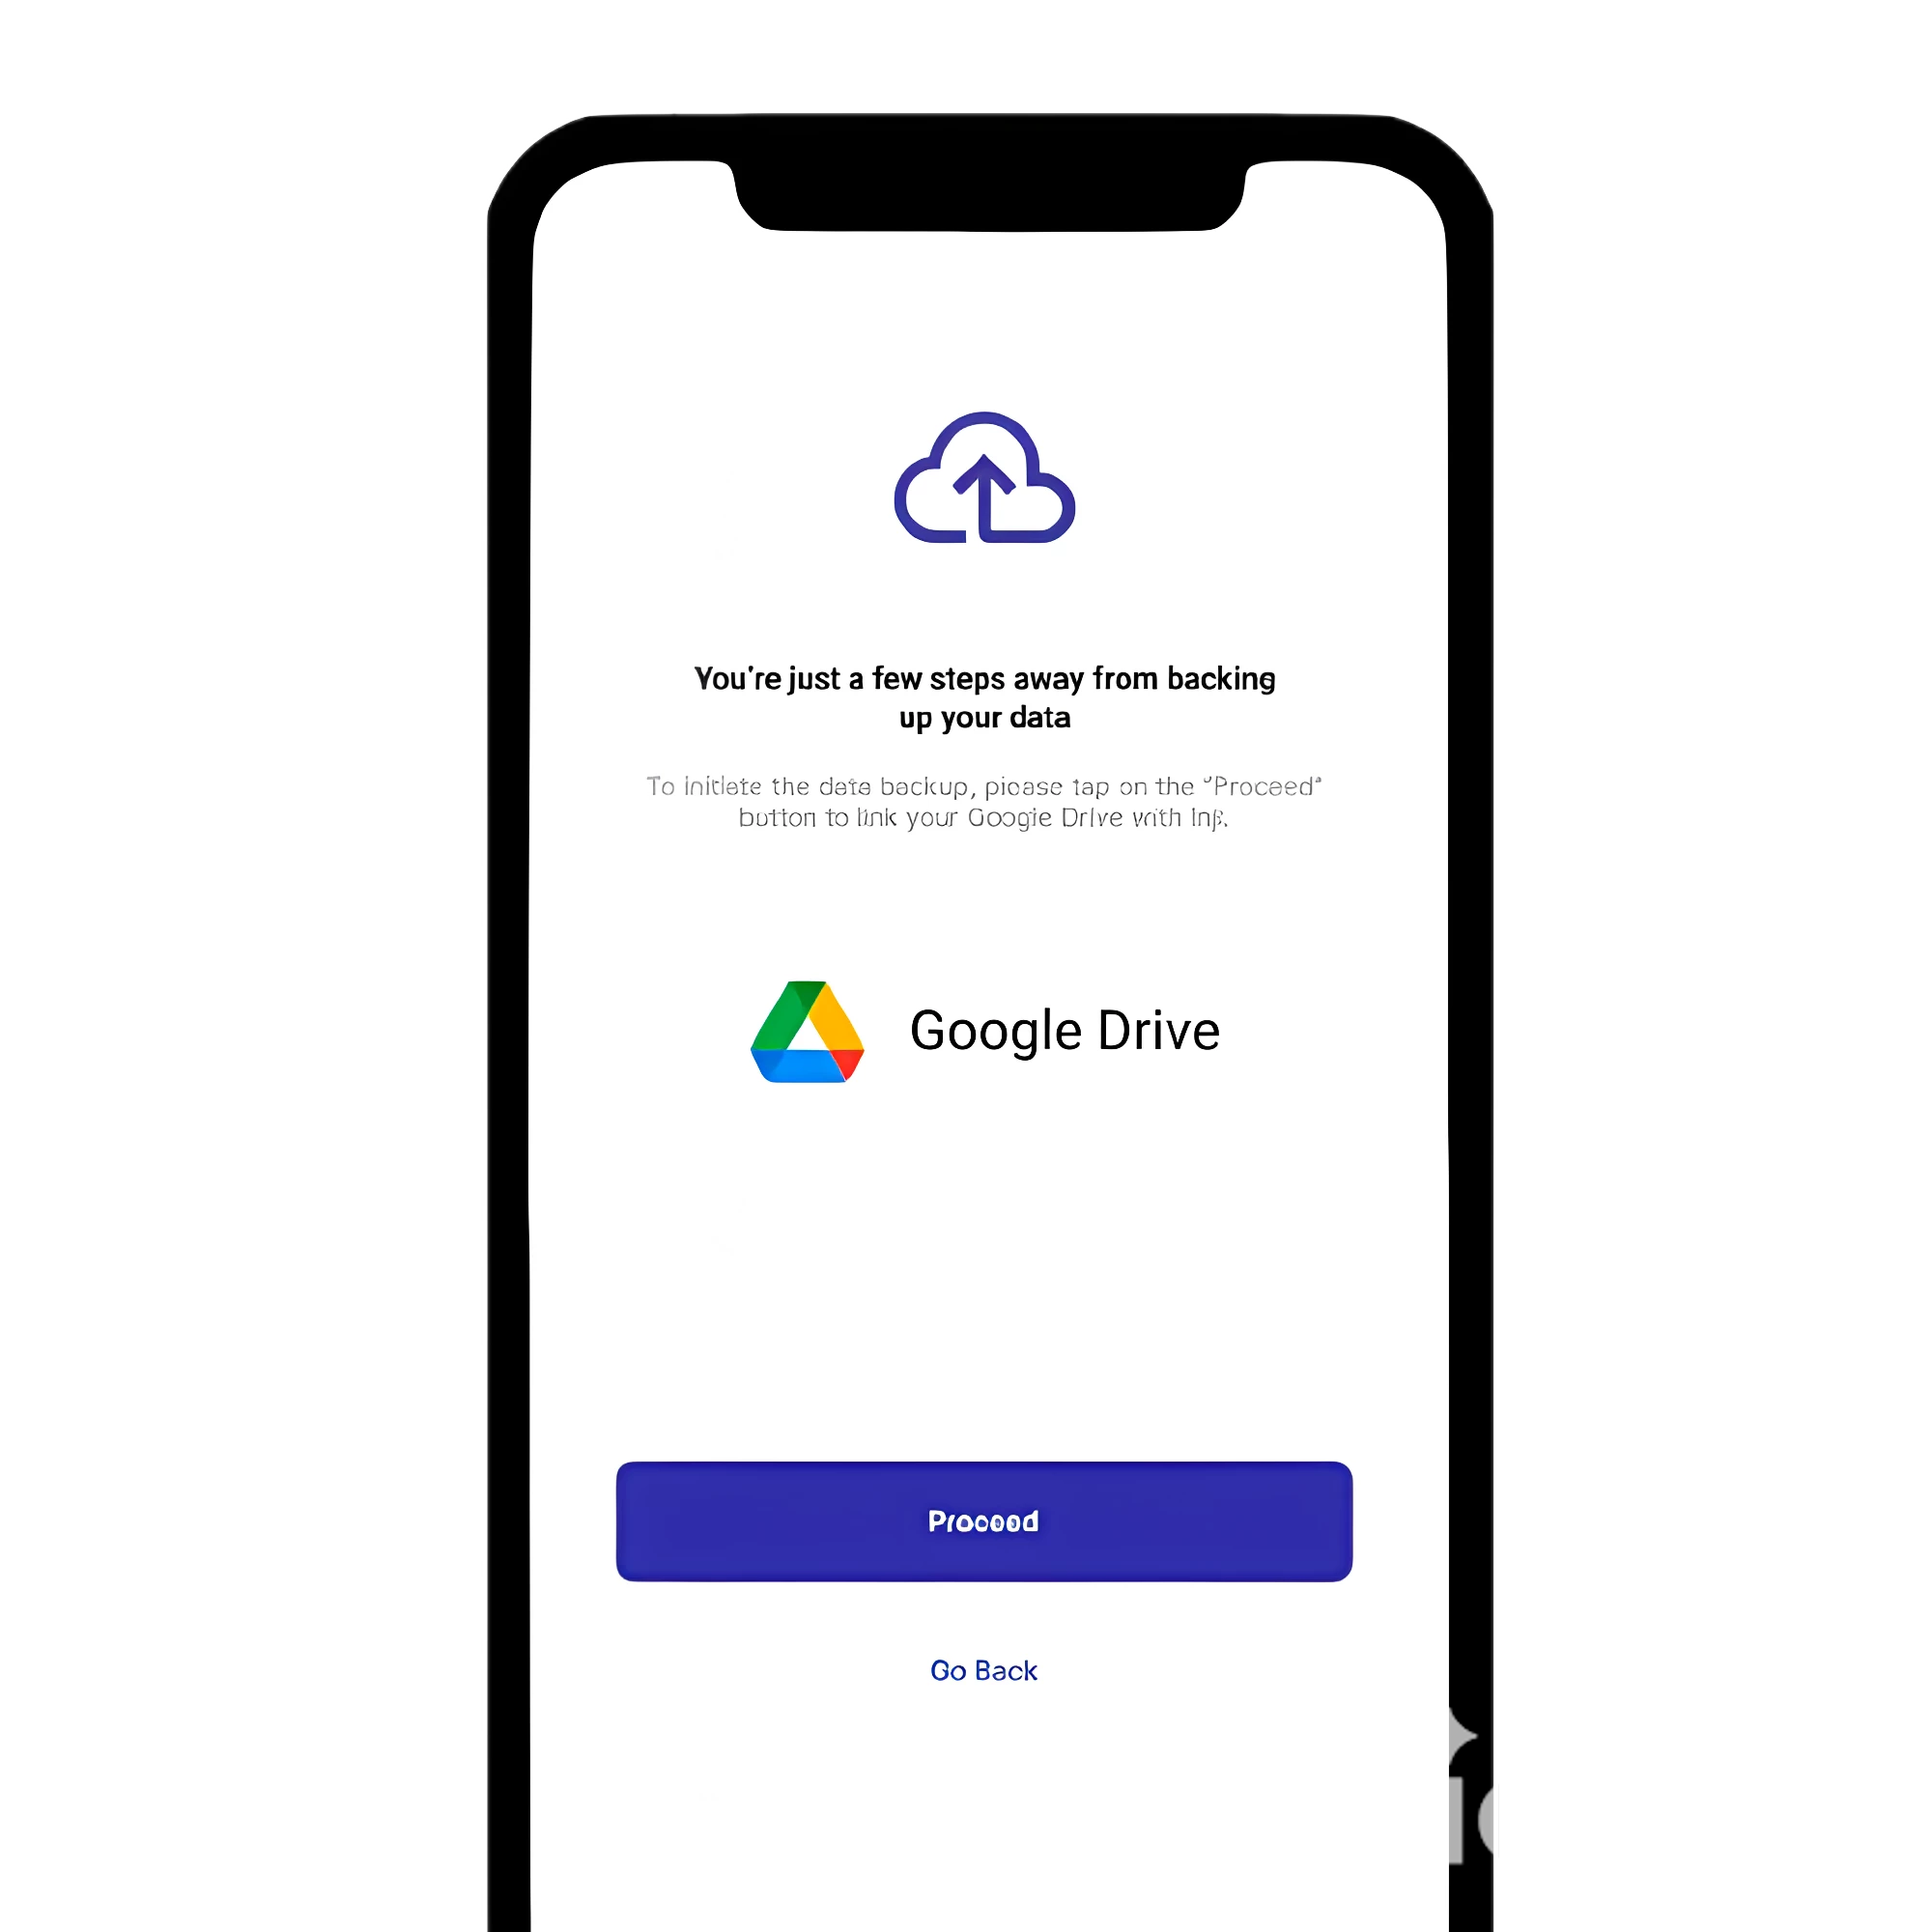 You're just a few steps away from backing
up your data
To initiate the data backup, please tap on the "Proceed"
button to link your Google Drive with
Google Drive
Proceed
Go Back